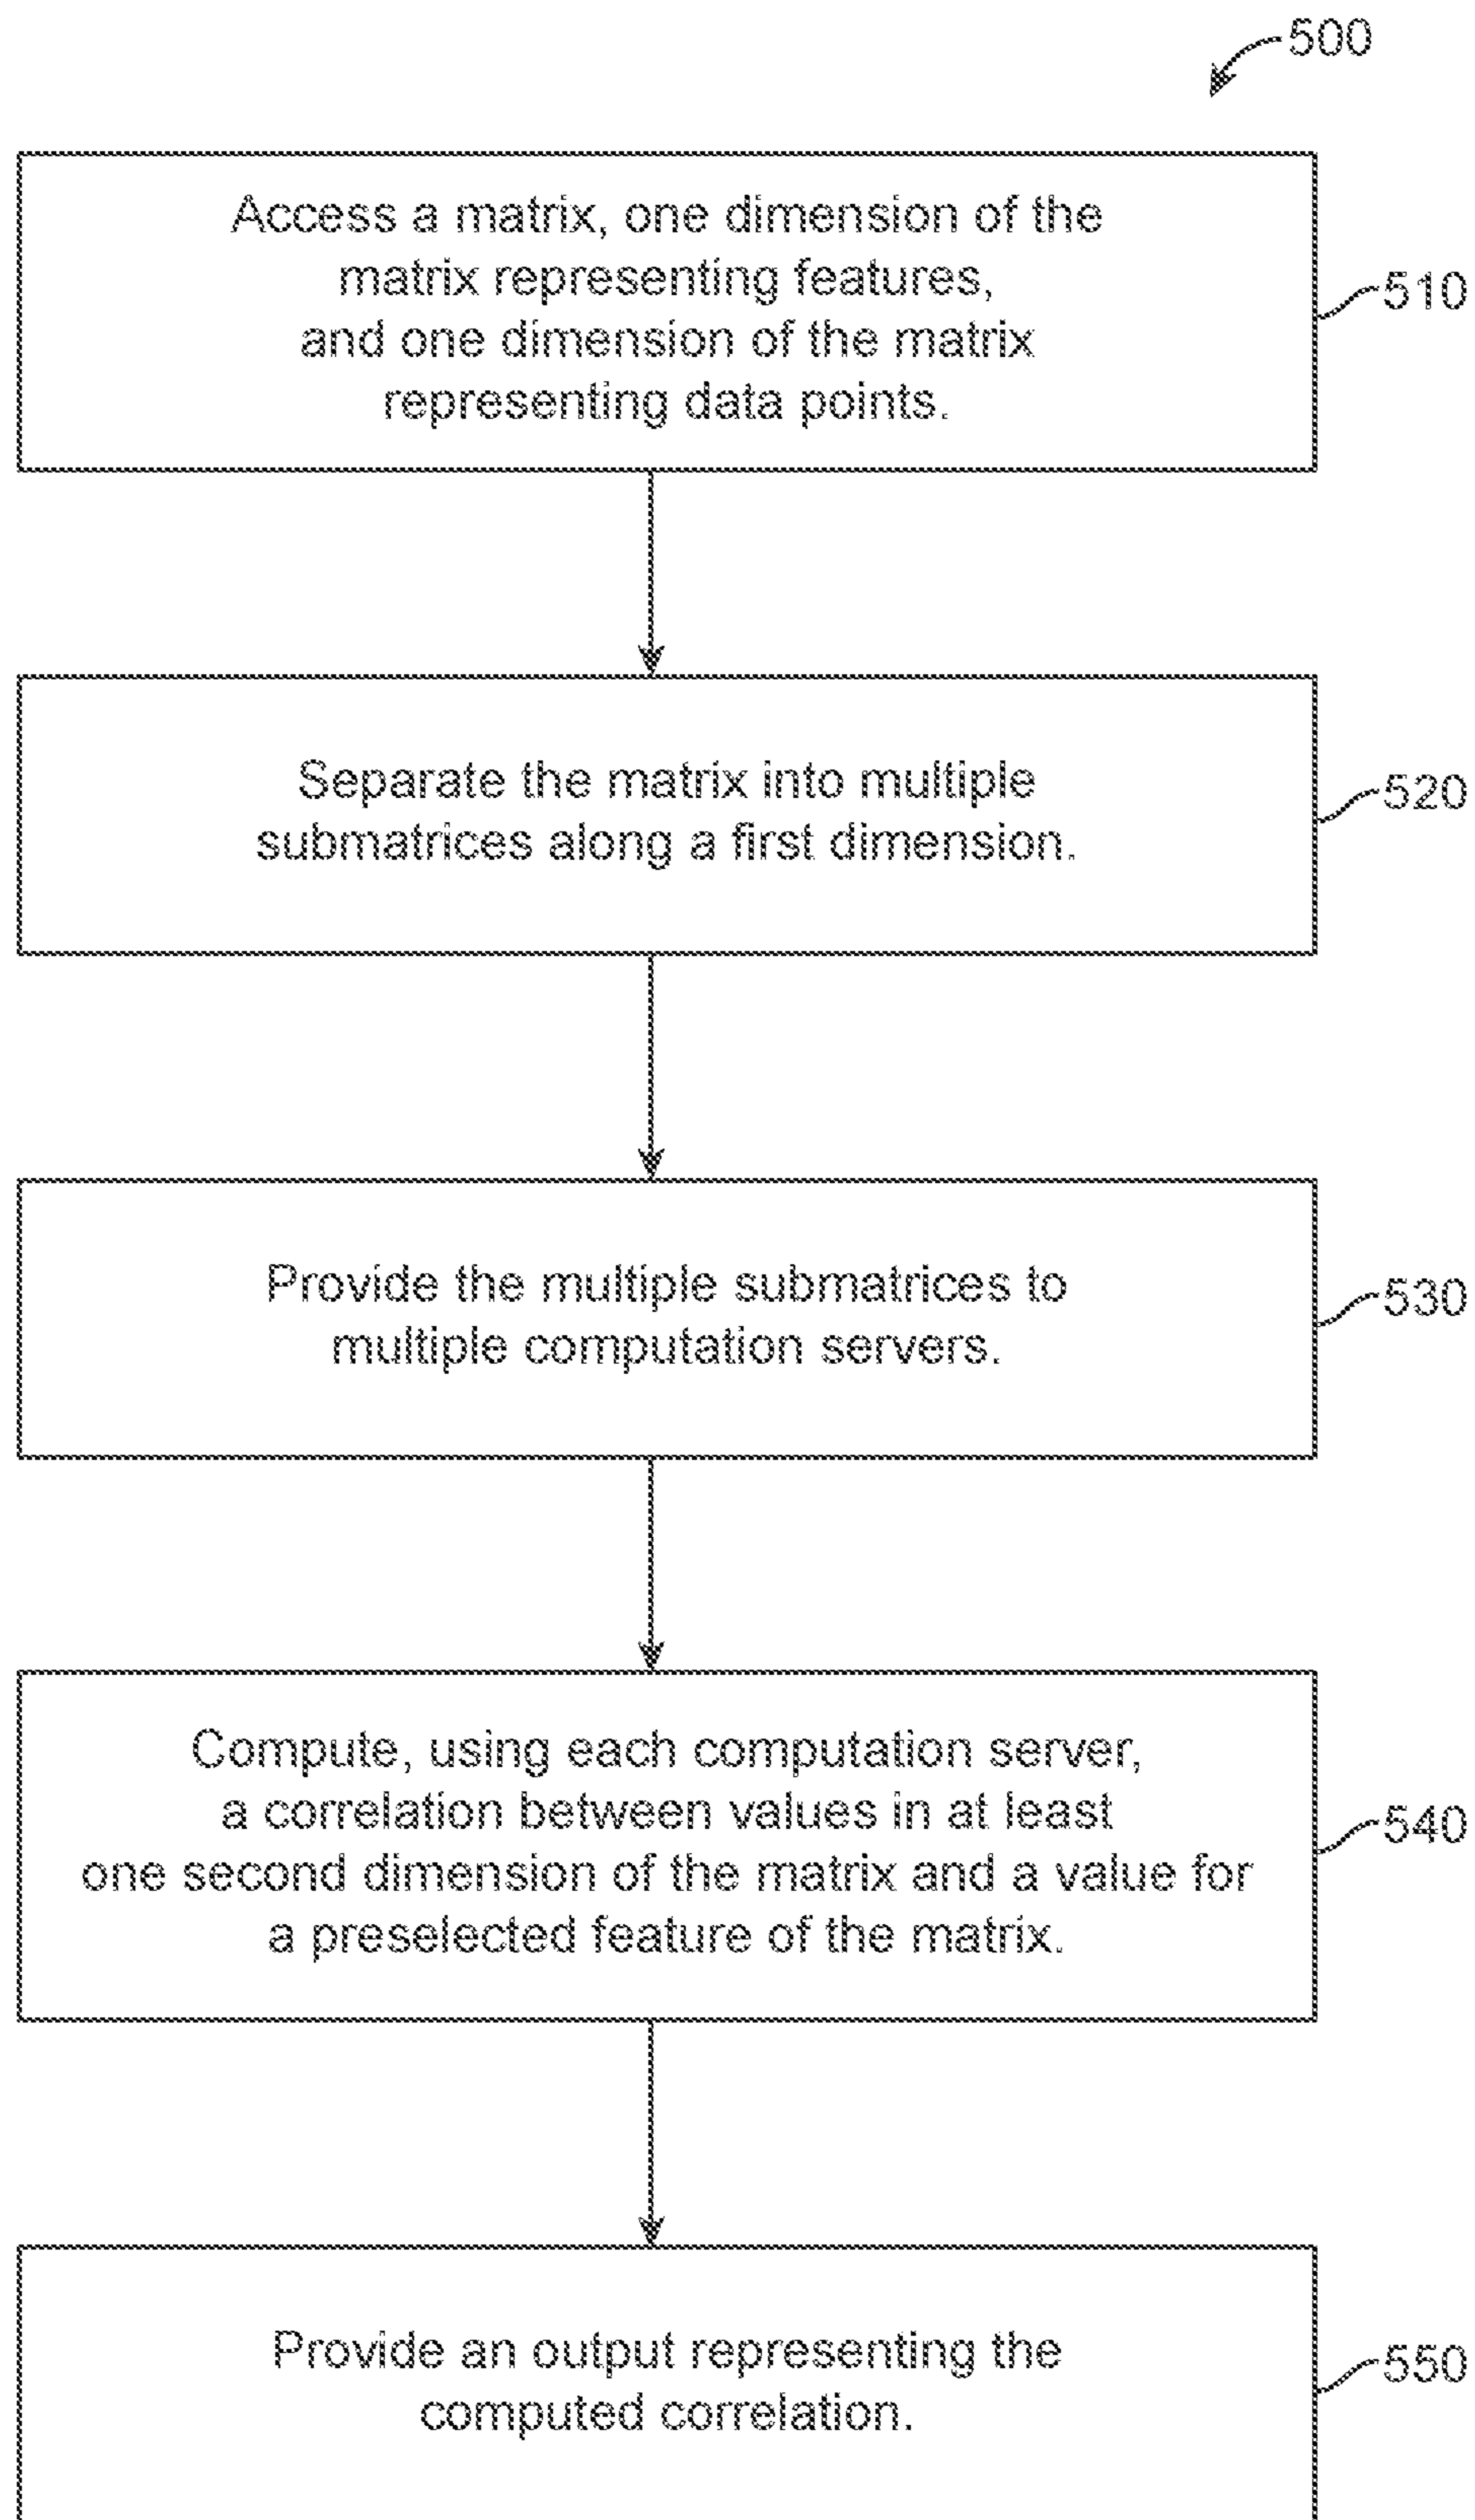 500
Access a matrix, one dimension of the
matrix representing features,
and one dimension of the matrix
representing data points.
510
Separate the matrix into multiple
submatrices along a first dimension.
520
Provide the multiple submatrices to
multiple computation servers.
530
Compute, using each computation server,
a correlation between values in at least
one second dimension of the matrix and a value for
a preselected feature of the matrix.
540
Provide an output representing the
computed correlation.
550